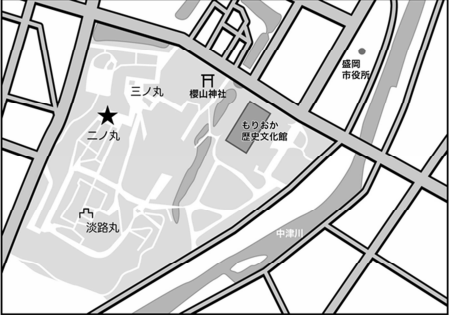 盛岡
市役所
三ノ丸
櫻山神社
もりおか
歴史文化館
二ノ丸
淡路丸
中津川